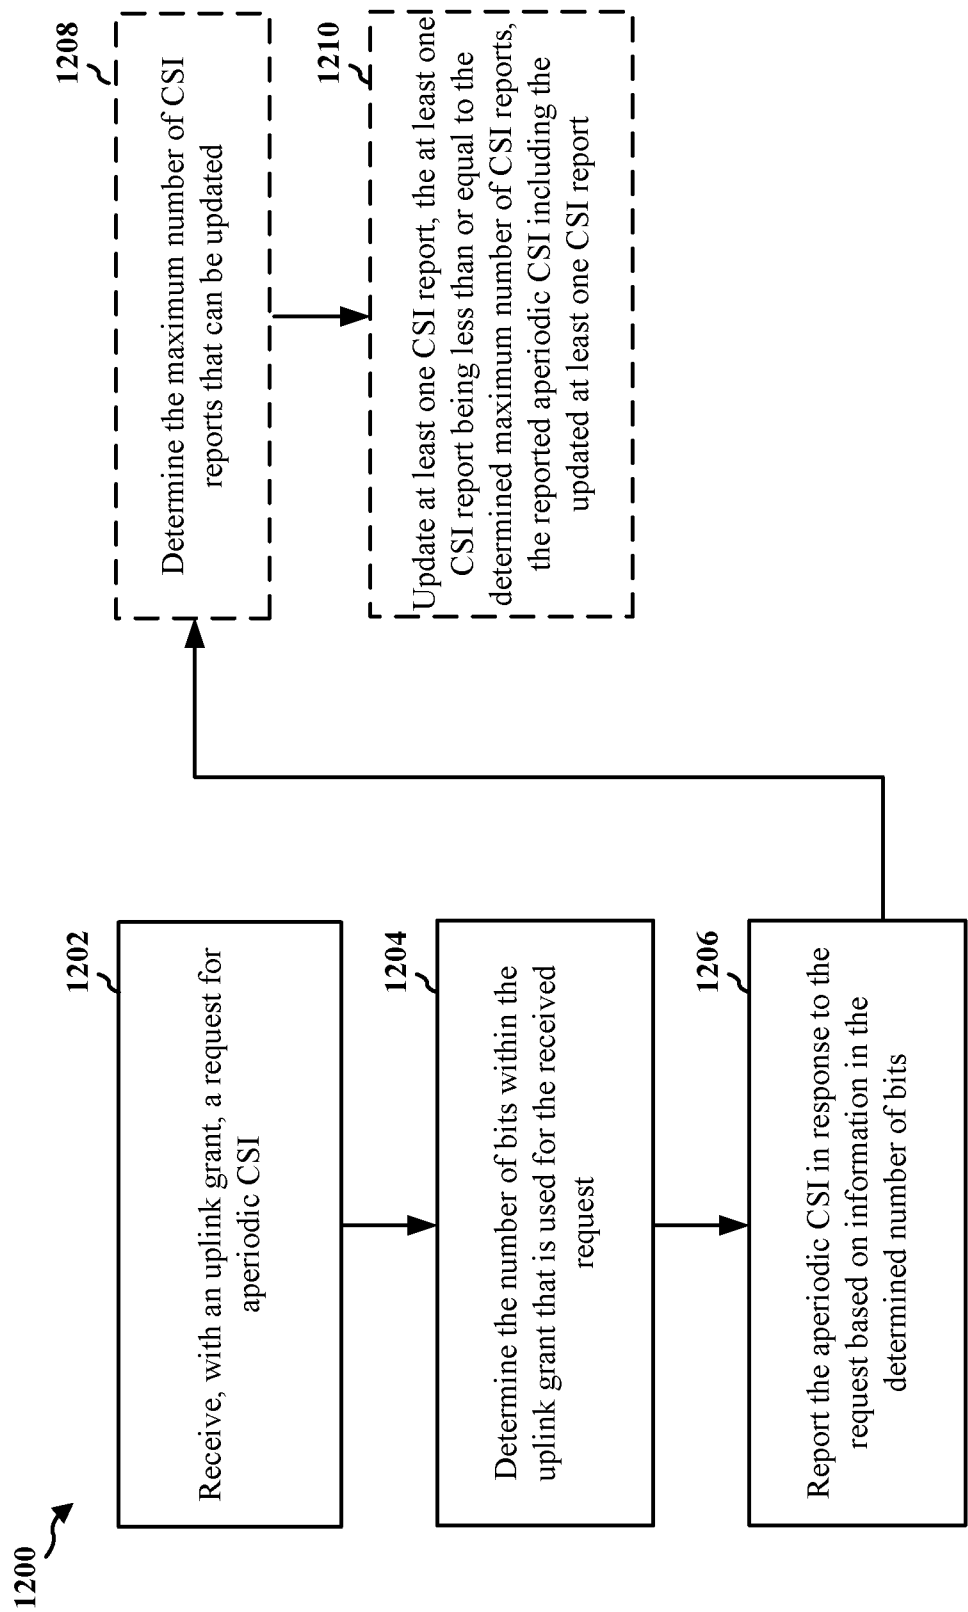 1200
1202
Receive, with an uplink grant, a request for
aperiodic CSI
1204
Determine the number of bits within the
uplink grant that is used for the received
request
1206
Report the aperiodic CSI in response to the
request based on information in the
determined number of bits
1208
Determine the maximum number of CSI
reports that can be updated
1210
Update at least one CSI report, the at least one
CSI report being less than or equal to the
determined maximum number of CSI reports,
the reported aperiodic CSI including the
updated at least one CSI report